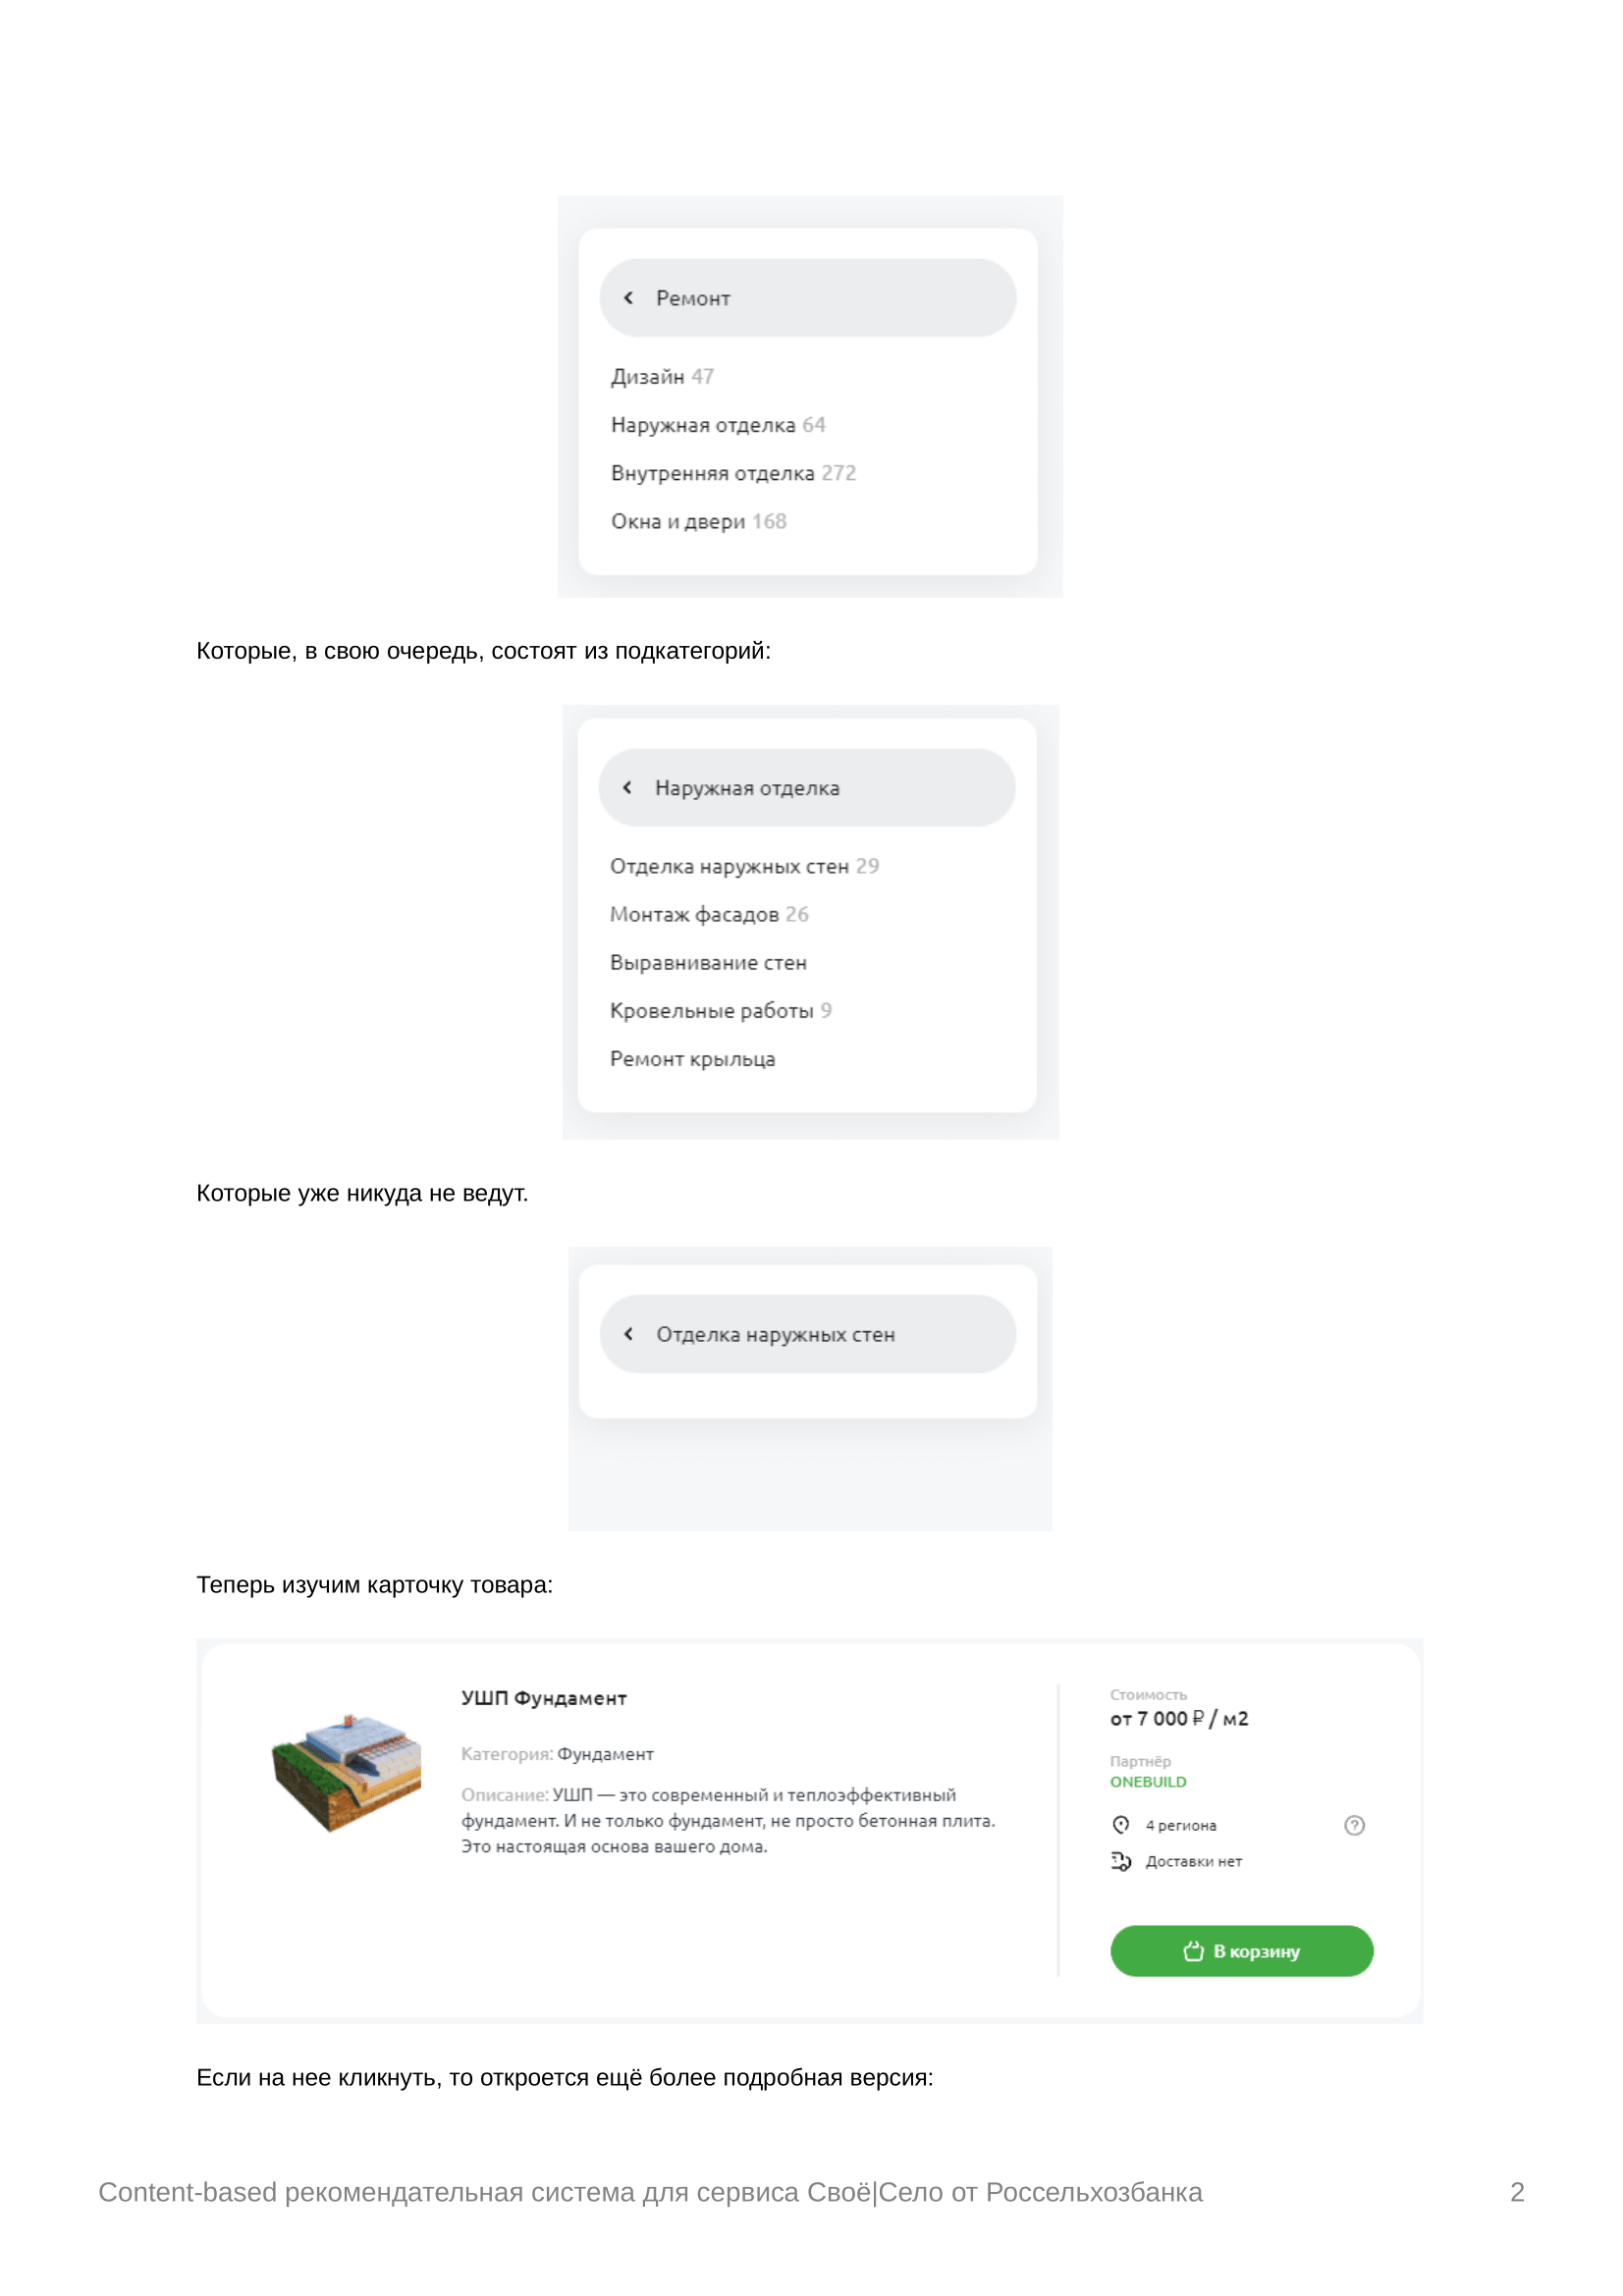 Ремонт
Дизайн 47
Наружная отделка 64
Внутренняя отделка 272
Окна и двери 168
Которые, в свою очередь, состоят из подкатегорий:
Наружная отделка
Отделка наружных стен 29
Монтаж фасадов 26
Выравнивание стен
Кровельные работы 9
Ремонт крыльца
Которые уже никуда не ведут.
Отделка наружных стен
Теперь изучим карточку товара:
УШП Фундамент
Категория: Фундамент
Описание: УШП — это современный и теплоэффективный
фундамент. И не только фундамент, не просто бетонная плита.
Это настоящая основа вашего дома.
Стоимость
от 7 000 ₽ / м2
Партнёр
ONEBUILD
4 региона
?
Доставки нет
В корзину
Если на нее кликнуть, то откроется ещё более подробная версия:
Content-based рекомендательная система для сервиса Своё|Село от Россельхозбанка 2